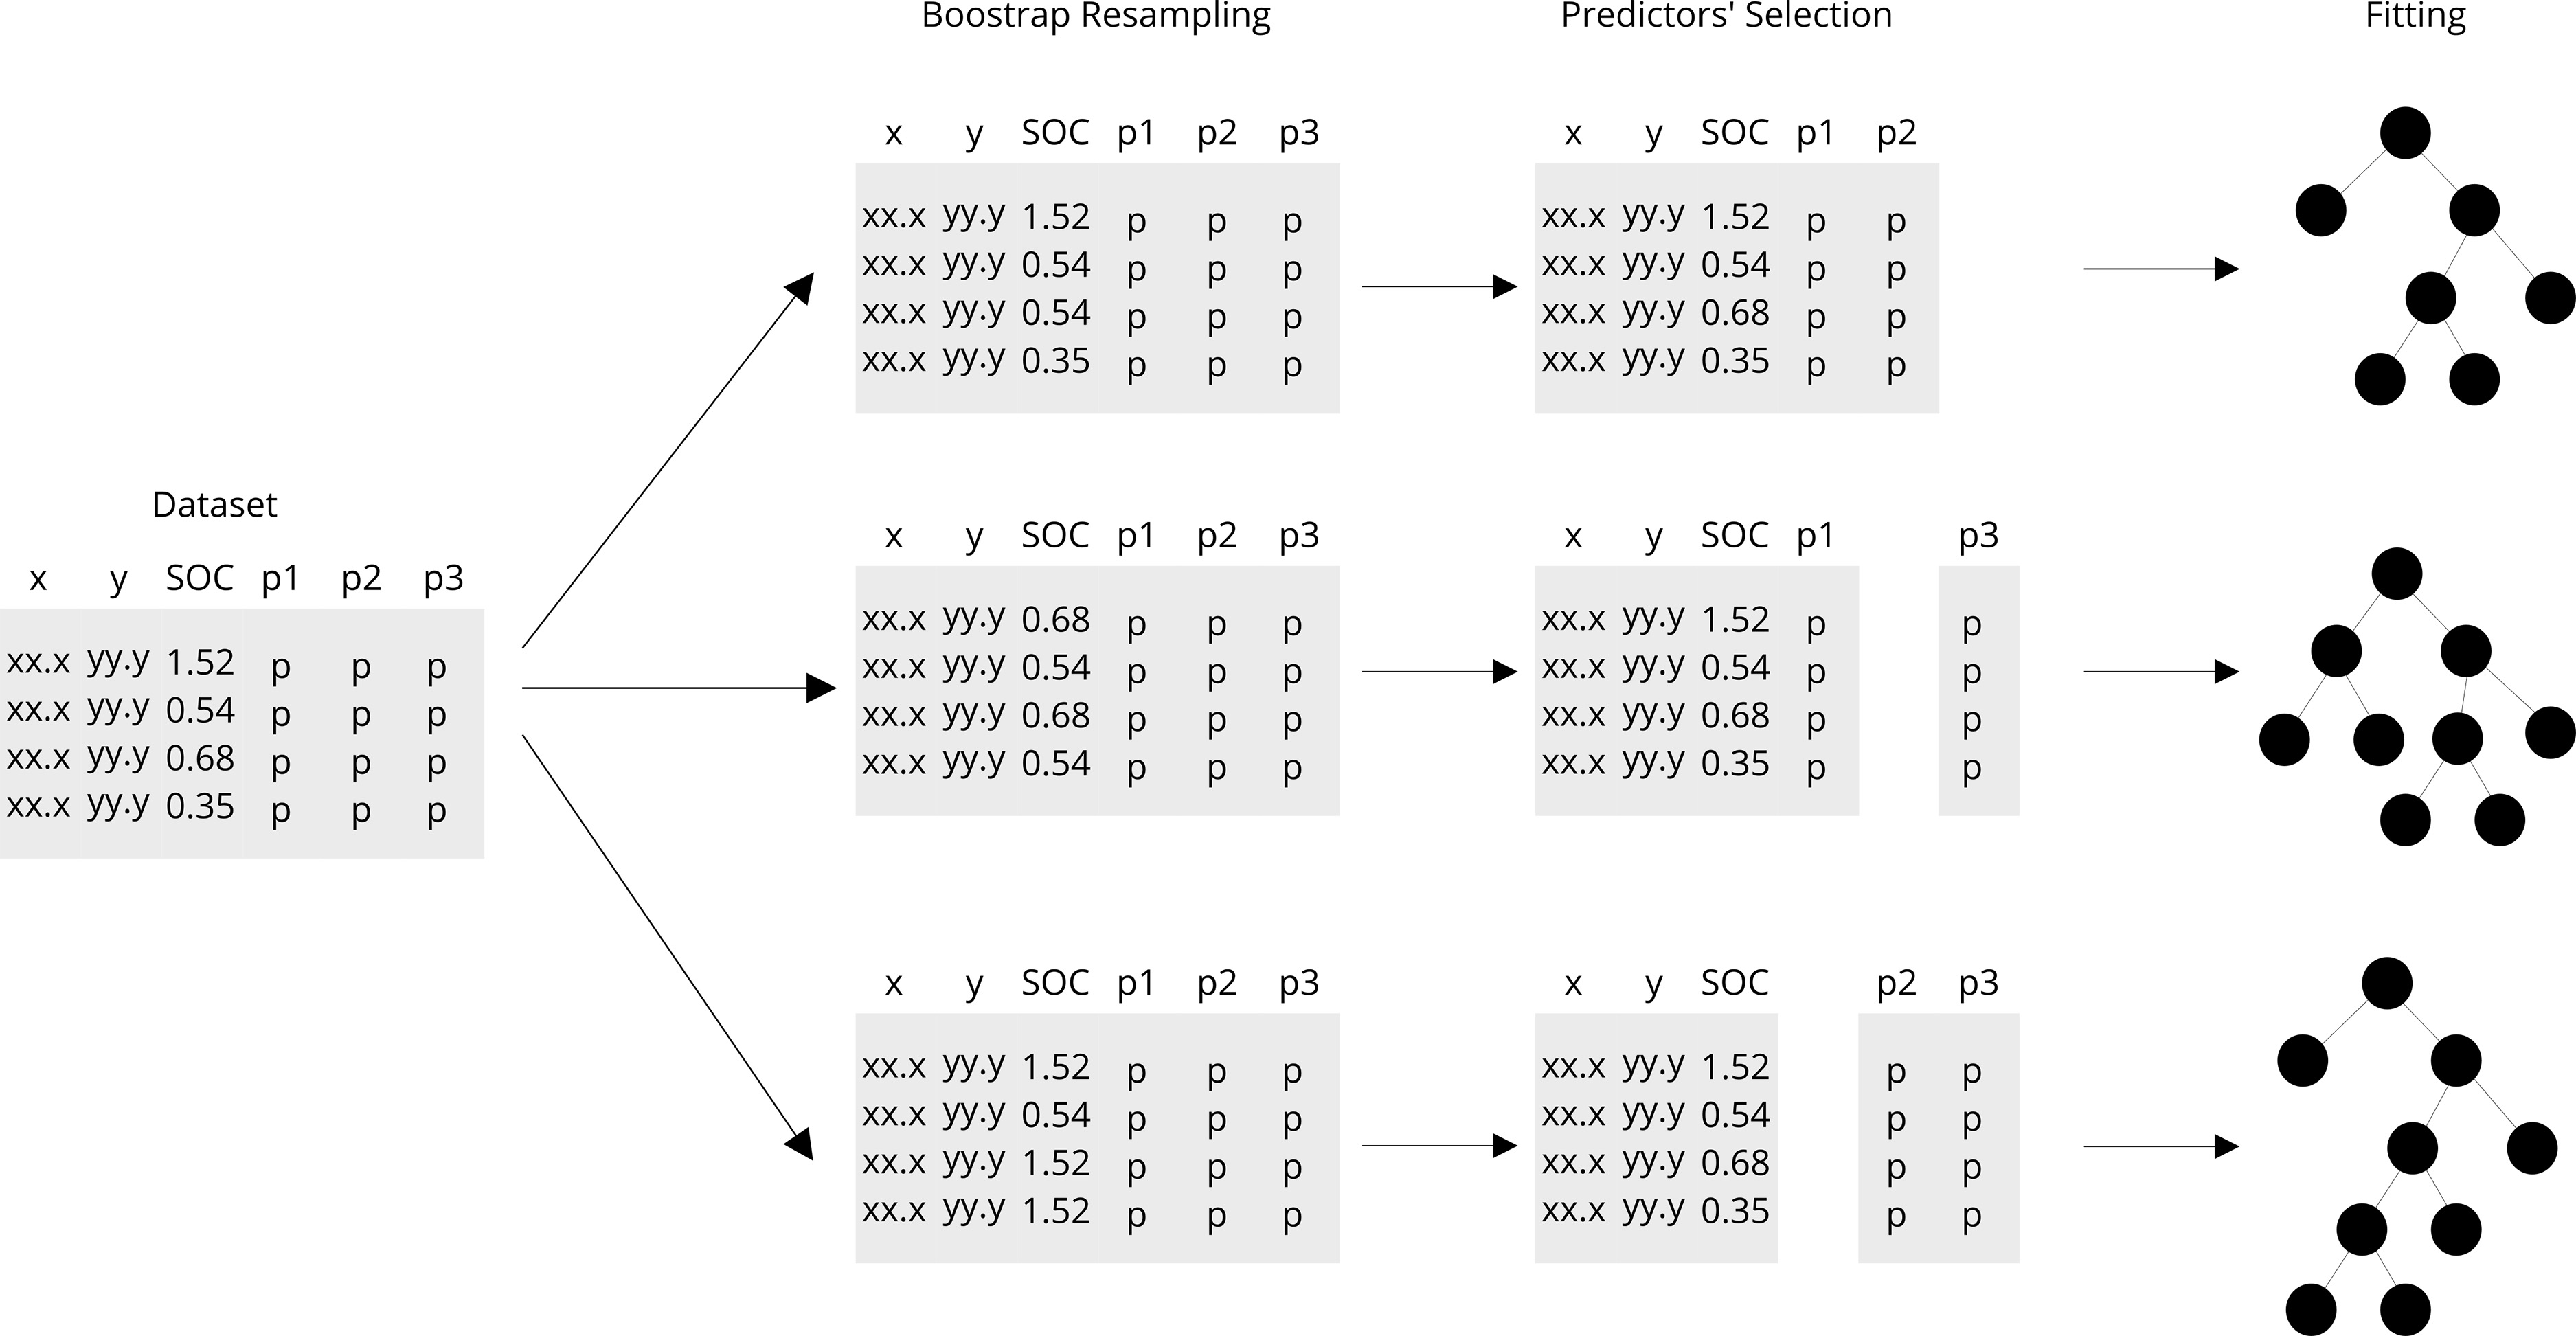 Boostrap Resampling
Predictors' Selection
Fitting
x y SOC p1 p2 p3
xx.x yy.y 1.52 p p p
xx.x yy.y 0.54 p p p
xx.x yy.y 0.54 p p p
xx.x yy.y 0.35 p p p
x y SOC p1 p2
xx.x yy.y 1.52 p p
xx.x yy.y 0.54 p p
xx.x yy.y 0.68 p p
xx.x yy.y 0.35 p p
Dataset
x y SOC p1 p2 p3
xx.x yy.y 1.52 p p p
xx.x yy.y 0.54 p p p
xx.x yy.y 0.68 p p p
xx.x yy.y 0.35 p p p
x y SOC p1 p2 p3
xx.x yy.y 0.68 p p p
xx.x yy.y 0.54 p p p
xx.x yy.y 0.68 p p p
xx.x yy.y 0.54 p p p
x y SOC p1 p3
xx.x yy.y 1.52 p p
xx.x yy.y 0.54 p p
xx.x yy.y 0.68 p p
xx.x yy.y 0.35 p p
x y SOC p1 p2 p3
xx.x yy.y 1.52 p p p
xx.x yy.y 0.54 p p p
xx.x yy.y 1.52 p p p
xx.x yy.y 1.52 p p p
x y SOC p2 p3
xx.x yy.y 1.52 p p
xx.x yy.y 0.54 p p
xx.x yy.y 0.68 p p
xx.x yy.y 0.35 p p